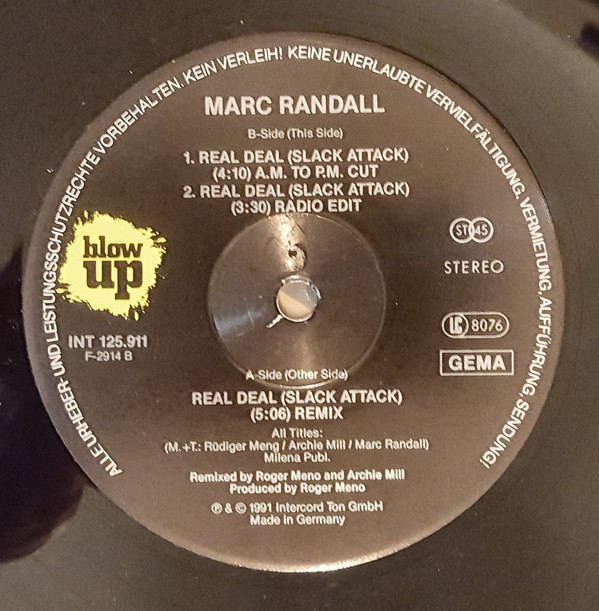 ALLE URHEBER- UND LEISTUNGSSCHUTZRECHTE VORBEHALTEN. KEIN VERLEIH! KEINE UNERLAUBTE VERVIELFÄLTIGUNG, VERMIETUNG, AUFFÜHRUNG, SENDUNG!
MARC RANDALL
B-Side (This Side)
1. REAL DEAL (SLACK ATTACK)
(4:10) A.M. TO P.M. CUT
2. REAL DEAL (SLACK ATTACK)
(3:30) RADIO EDIT
blow
up
INT 125.911
F-2914 B
ST 45
STEREO
LC 8076
GEMA
A-Side (Other Side)
REAL DEAL (SLACK ATTACK)
(5:06) REMIX
All Titles:
(M.+T.: Rüdiger Meng / Archie Mill / Marc Randall)
Milena Publ.
Remixed by Roger Meno and Archie Mill
Produced by Roger Meno
℗ & © 1991 Intercord Ton GmbH
Made in Germany